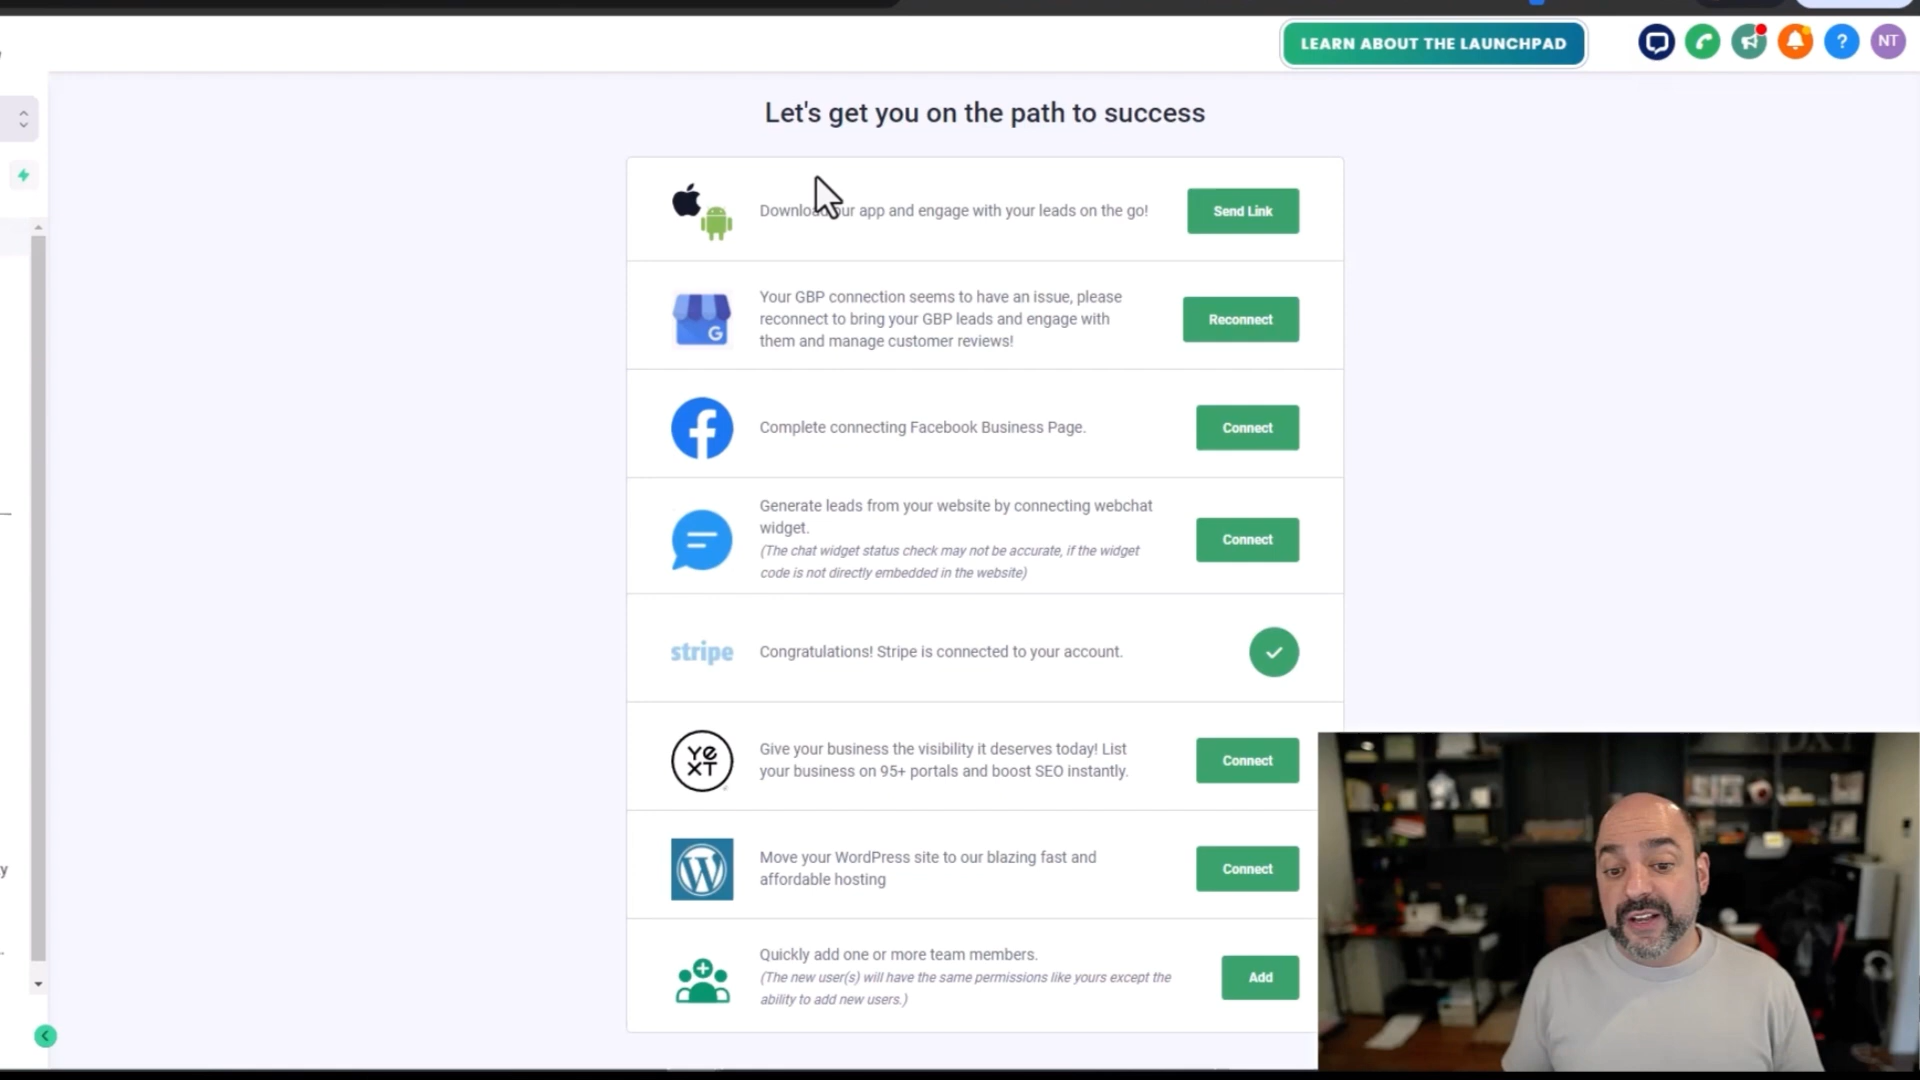 LEARN ABOUT THE LAUNCHPAD
?
NT
Let's get you on the path to success
Download our app and engage with your leads on the go!
Send Link
Your GBP connection seems to have an issue, please
reconnect to bring your GBP leads and engage with
them and manage customer reviews!
G
Reconnect
Complete connecting Facebook Business Page.
Connect
Generate leads from your website by connecting webchat
widget.
(The chat widget status check may not be accurate, if the widget
code is not directly embedded in the website)
Connect
stripe
Congratulations! Stripe is connected to your account.
Yext
Give your business the visibility it deserves today! List
your business on 95+ portals and boost SEO instantly.
Connect
Move your WordPress site to our blazing fast and
affordable hosting
Connect
y
Quickly add one or more team members.
(The new user(s) will have the same permissions like yours except the
ability to add new users.)
Add